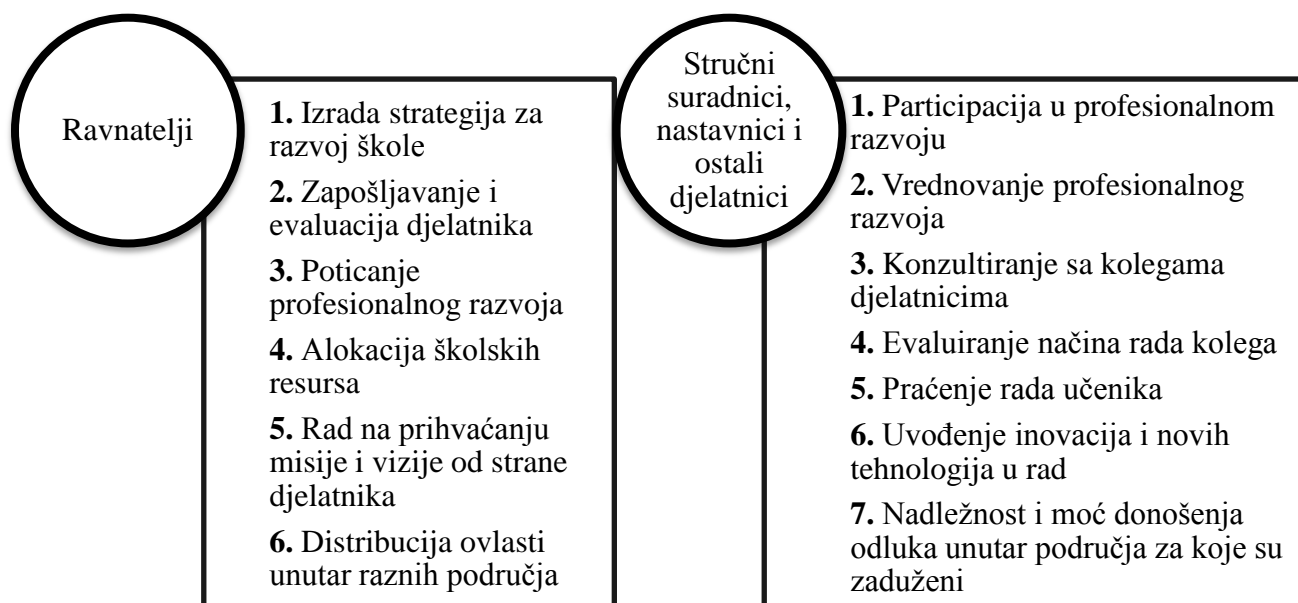 Ravnatelji
1. Izrada strategija za
razvoj škole
2. Zapošljavanje i
evaluacija djelatnika
3. Poticanje
profesionalnog razvoja
4. Alokacija školskih
resursa
5. Rad na prihvaćanju
misije i vizije od strane
djelatnika
6. Distribucija ovlasti
unutar raznih područja
Stručni
suradnici,
nastavnici i
ostali
djelatnici
1. Participacija u profesionalnom
razvoju
2. Vrednovanje profesionalnog
razvoja
3. Konzultiranje sa kolegama
djelatnicima
4. Evaluiranje načina rada kolega
5. Praćenje rada učenika
6. Uvođenje inovacija i novih
tehnologija u rad
7. Nadležnost i moć donošenja
odluka unutar područja za koje su
zaduženi